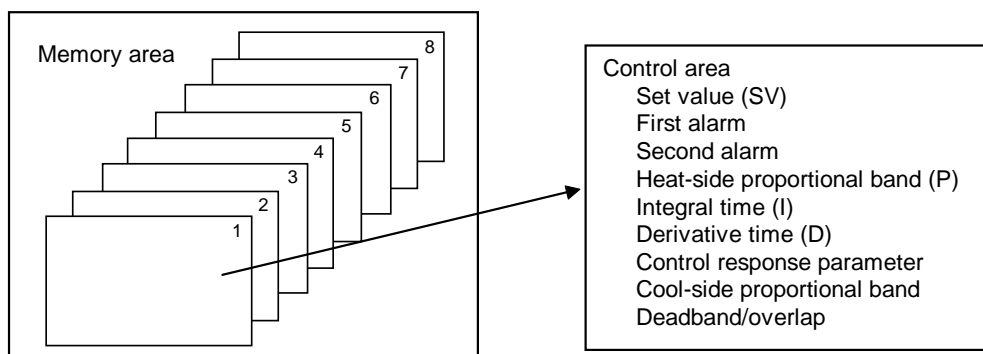 Memory area
8
7
6
5
4
3
2
1
Control area
Set value (SV)
First alarm
Second alarm
Heat-side proportional band (P)
Integral time (I)
Derivative time (D)
Control response parameter
Cool-side proportional band
Deadband/overlap